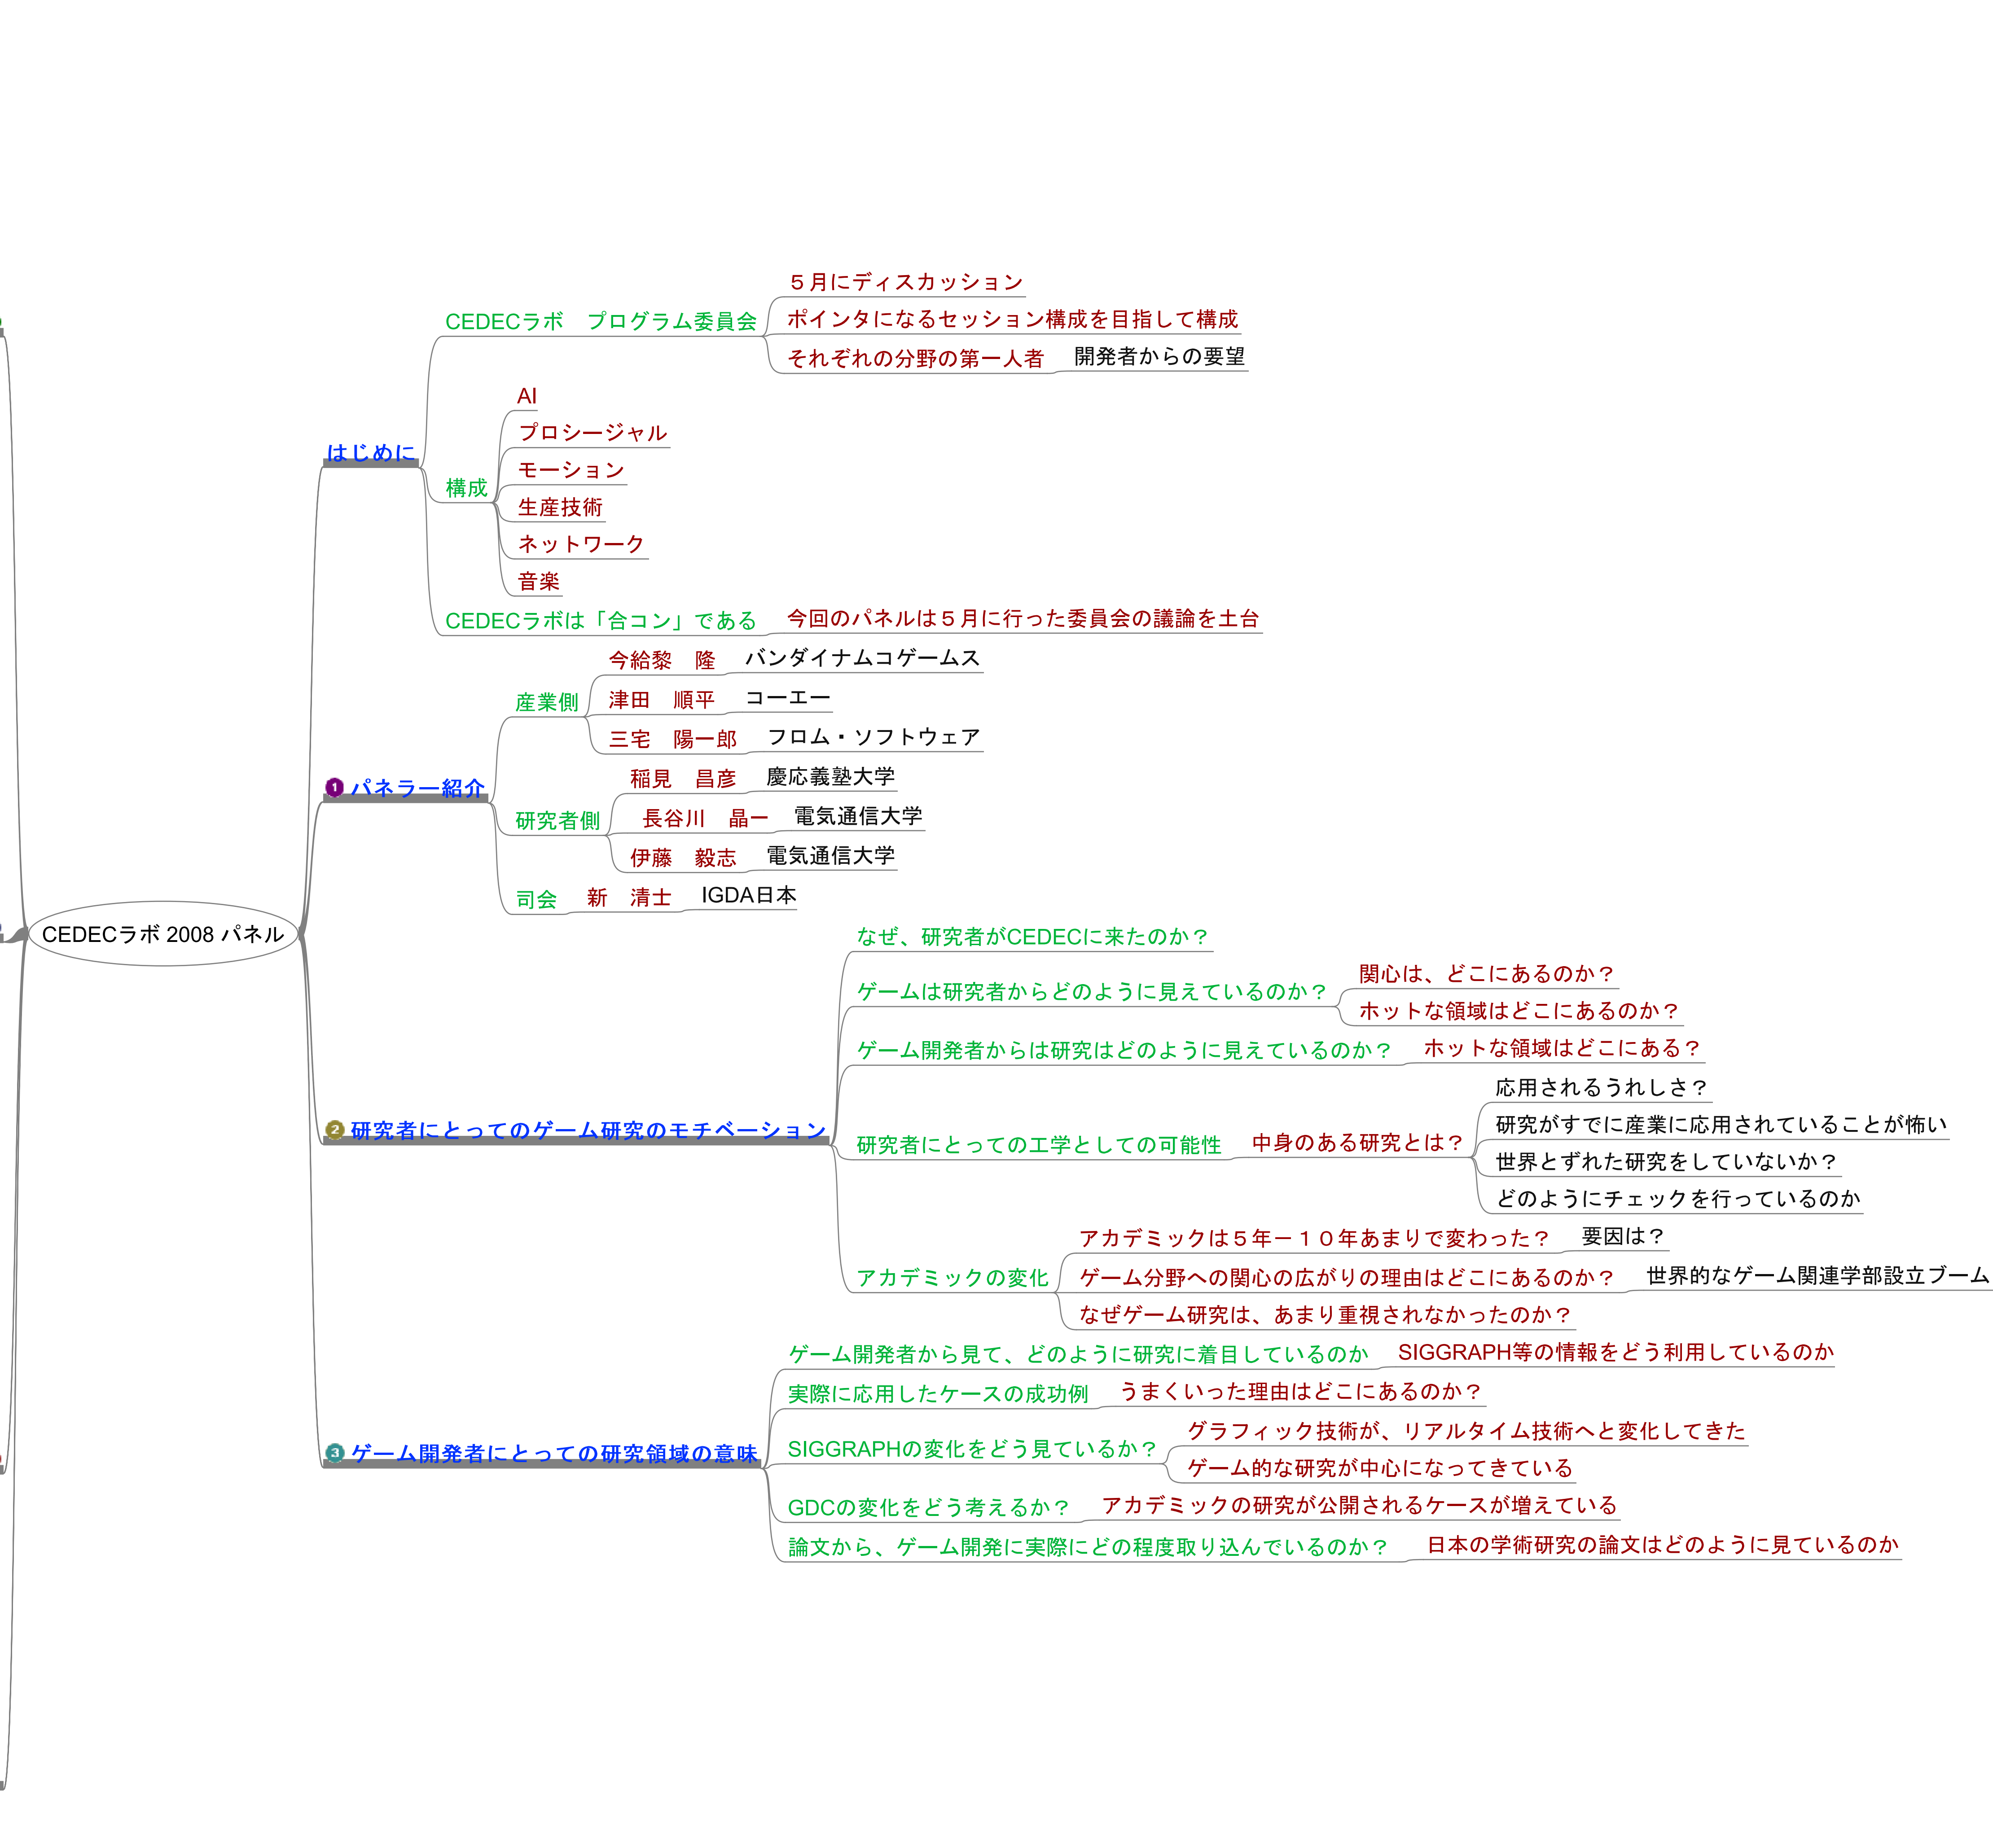 CEDECラボ 2008 パネル
はじめに
CEDECラボ　プログラム委員会
５月にディスカッション
ポインタになるセッション構成を目指して構成
それぞれの分野の第一人者
開発者からの要望
構成
AI
プロシージャル
モーション
生産技術
ネットワーク
音楽
CEDECラボは「合コン」である
今回のパネルは５月に行った委員会の議論を土台
1 パネラー紹介
産業側
今給黎　隆
バンダイナムコゲームス
津田　順平
コーエー
三宅　陽一郎
フロム・ソフトウェア
研究者側
稲見　昌彦
慶応義塾大学
長谷川　晶一
電気通信大学
伊藤　毅志
電気通信大学
司会
新　清士
IGDA日本
2 研究者にとってのゲーム研究のモチベーション
なぜ、研究者がCEDECに来たのか？
ゲームは研究者からどのように見えているのか？
関心は、どこにあるのか？
ホットな領域はどこにあるのか？
ゲーム開発者からは研究はどのように見えているのか？
ホットな領域はどこにある？
研究者にとっての工学としての可能性
中身のある研究とは？
応用されるうれしさ？
研究がすでに産業に応用されていることが怖い
世界とずれた研究をしていないか？
どのようにチェックを行っているのか
アカデミックの変化
アカデミックは５年－１０年あまりで変わった？
要因は？
ゲーム分野への関心の広がりの理由はどこにあるのか？
世界的なゲーム関連学部設立ブーム
なぜゲーム研究は、あまり重視されなかったのか？
3 ゲーム開発者にとっての研究領域の意味
ゲーム開発者から見て、どのように研究に着目しているのか
SIGGRAPH等の情報をどう利用しているのか
実際に応用したケースの成功例
うまくいった理由はどこにあるのか？
SIGGRAPHの変化をどう見ているか？
グラフィック技術が、リアルタイム技術へと変化してきた
ゲーム的な研究が中心になってきている
GDCの変化をどう考えるか？
アカデミックの研究が公開されるケースが増えている
論文から、ゲーム開発に実際にどの程度取り込んでいるのか？
日本の学術研究の論文はどのように見ているのか